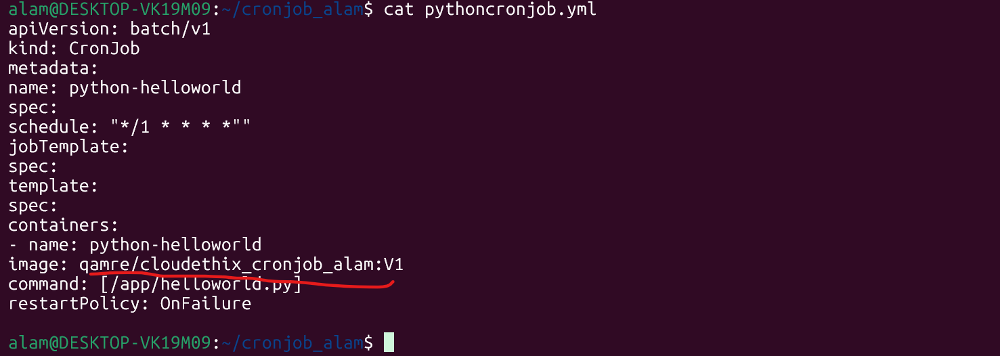 alam@DESKTOP-VK19M09:~/cronjob_alam$ cat pythoncronjob.yml
apiVersion: batch/v1
kind: CronJob
metadata:
name: python-helloworld
spec:
schedule: "*/1 * * * *""
jobTemplate:
spec:
template:
spec:
containers:
- name: python-helloworld
image: qamre/cloudethix_cronjob_alam:V1
command: [/app/helloworld.py]
restartPolicy: OnFailure
alam@DESKTOP-VK19M09:~/cronjob_alam$